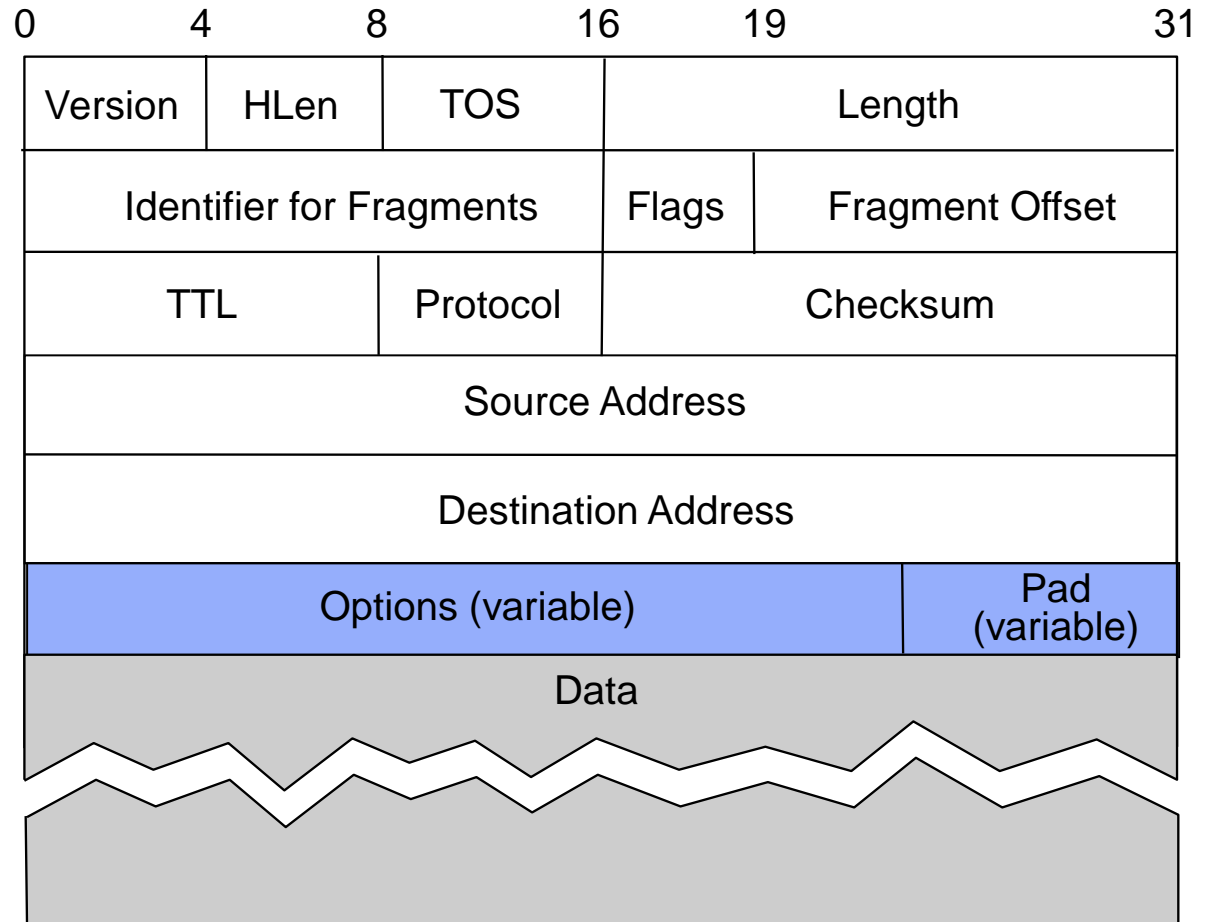 0 4 8 16 19 31
Version HLen TOS Length
Identifier for Fragments Flags Fragment Offset
TTL Protocol Checksum
Source Address
Destination Address
Options (variable) Pad
(variable)
Data